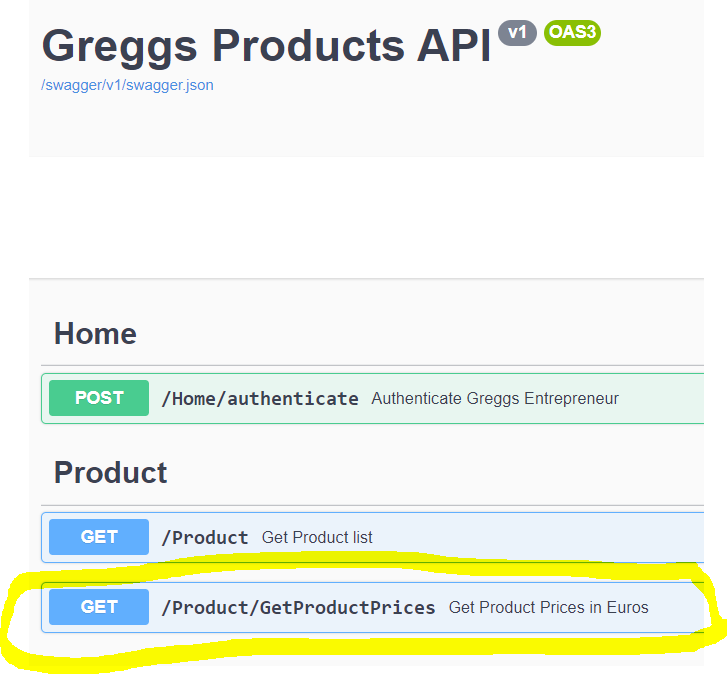 Greggs Products API v1 OAS3
/swagger/v1/swagger.json
Home
POST /Home/authenticate Authenticate Greggs Entrepreneur
Product
GET /Product Get Product list
GET /Product/GetProductPrices Get Product Prices in Euros